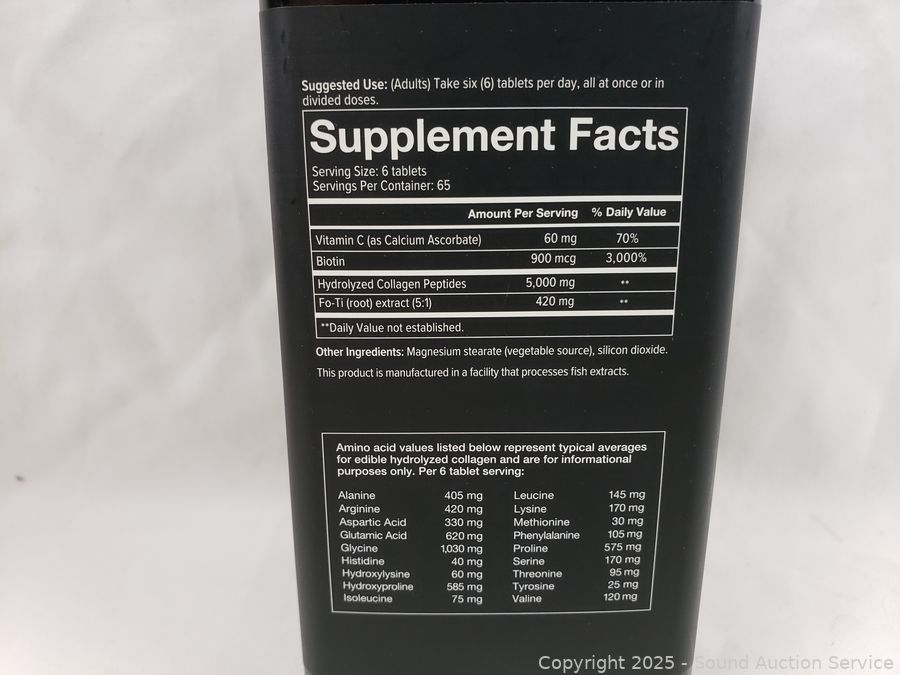 Suggested Use: (Adults) Take six (6) tablets per day, all at once or in
divided doses.
Supplement Facts
Serving Size: 6 tablets
Servings Per Container: 65
Amount Per Serving % Daily Value
Vitamin C (as Calcium Ascorbate) 60 mg 70%
Biotin 900 mcg 3,000%
Hydrolyzed Collagen Peptides 5,000 mg **
Fo-Ti (root) extract (5:1) 420 mg **
**Daily Value not established.
Other Ingredients: Magnesium stearate (vegetable source), silicon dioxide.
This product is manufactured in a facility that processes fish extracts.
Amino acid values listed below represent typical averages
for edible hydrolyzed collagen and are for informational
purposes only. Per 6 tablet serving:
Alanine 405 mg Leucine 145 mg
Arginine 420 mg Lysine 170 mg
Aspartic Acid 330 mg Methionine 30 mg
Glutamic Acid 620 mg Phenylalanine 105 mg
Glycine 1,030 mg Proline 575 mg
Histidine 40 mg Serine 170 mg
Hydroxylysine 60 mg Threonine 95 mg
Hydroxyproline 585 mg Tyrosine 25 mg
Isoleucine 75 mg Valine 120 mg
Copyright 2025 - Sound Auction Service